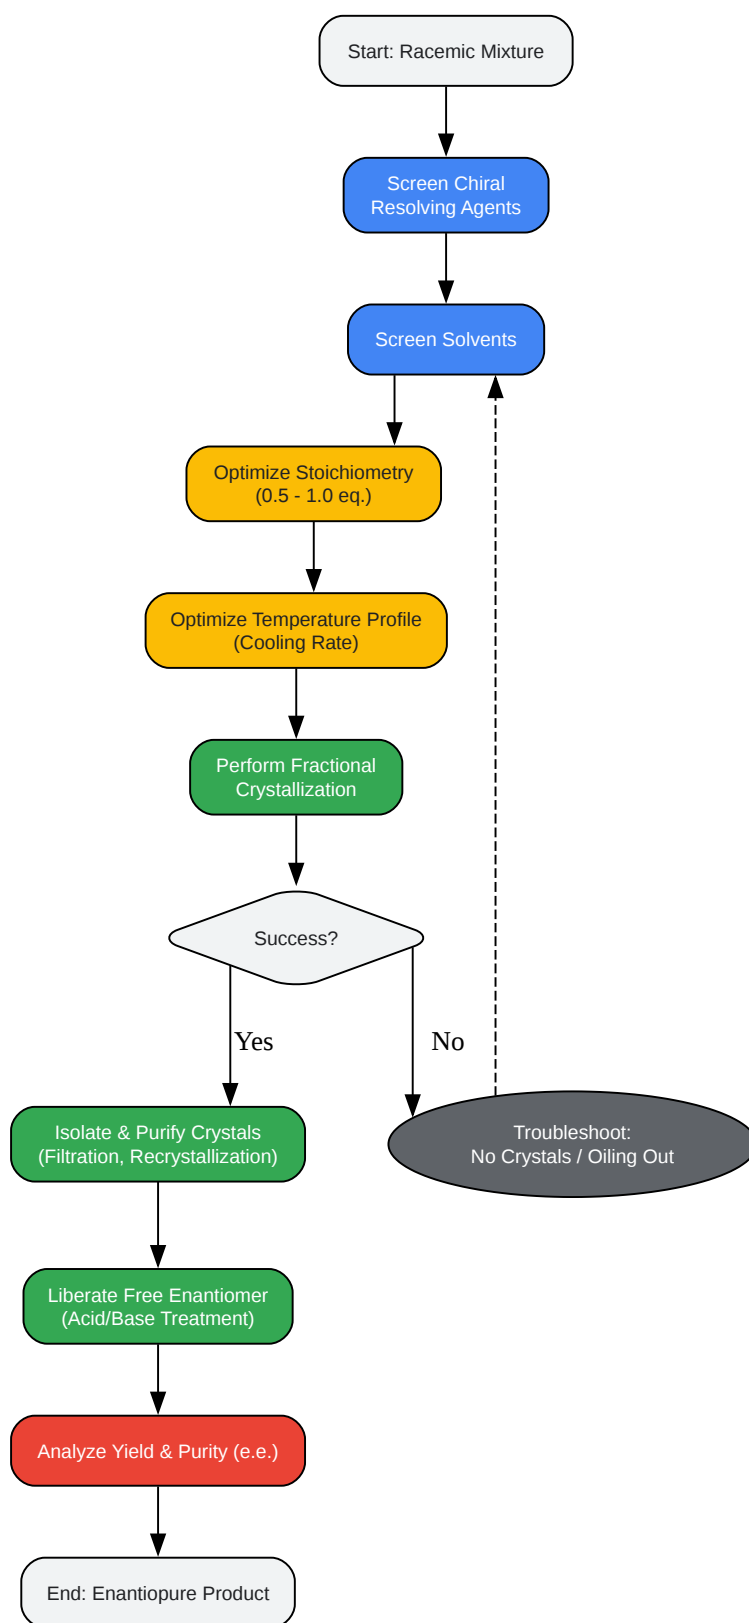 Start: Racemic Mixture
Screen Chiral
Resolving Agents
Screen Solvents
Optimize Stoichiometry
(0.5 - 1.0 eq.)
Optimize Temperature Profile
(Cooling Rate)
Perform Fractional
Crystallization
Success?
Yes
No
Isolate & Purify Crystals
(Filtration, Recrystallization)
Troubleshoot:
No Crystals / Oiling Out
Liberate Free Enantiomer
(Acid/Base Treatment)
Analyze Yield & Purity (e.e.)
End: Enantiopure Product